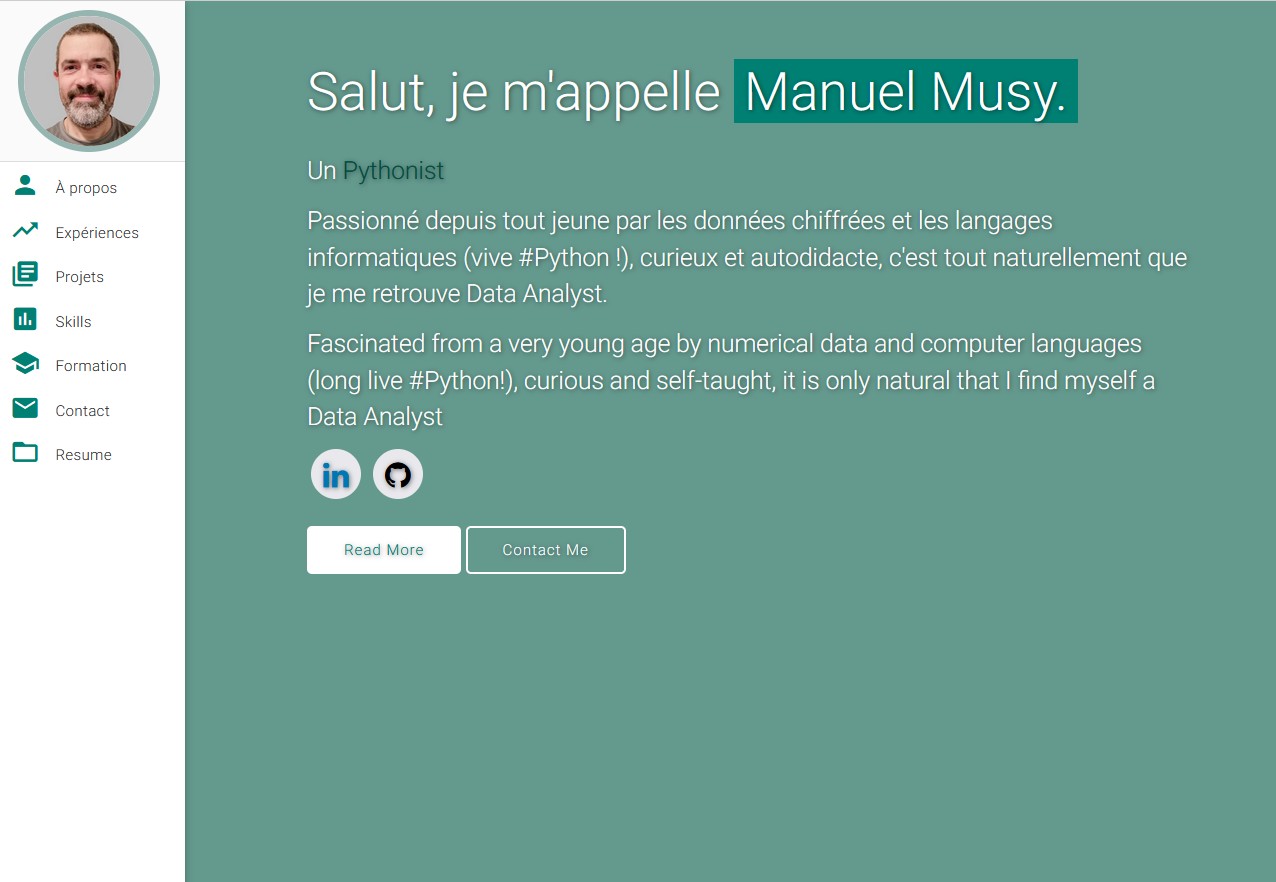 À propos
Expériences
Projets
Skills
Formation
Contact
Resume
Salut, je m'appelle Manuel Musy.
Un Pythonist
Passionné depuis tout jeune par les données chiffrées et les langages
informatiques (vive #Python !), curieux et autodidacte, c'est tout naturellement que
je me retrouve Data Analyst.
Fascinated from a very young age by numerical data and computer languages
(long live #Python!), curious and self-taught, it is only natural that I find myself a
Data Analyst
in
Read More
Contact Me